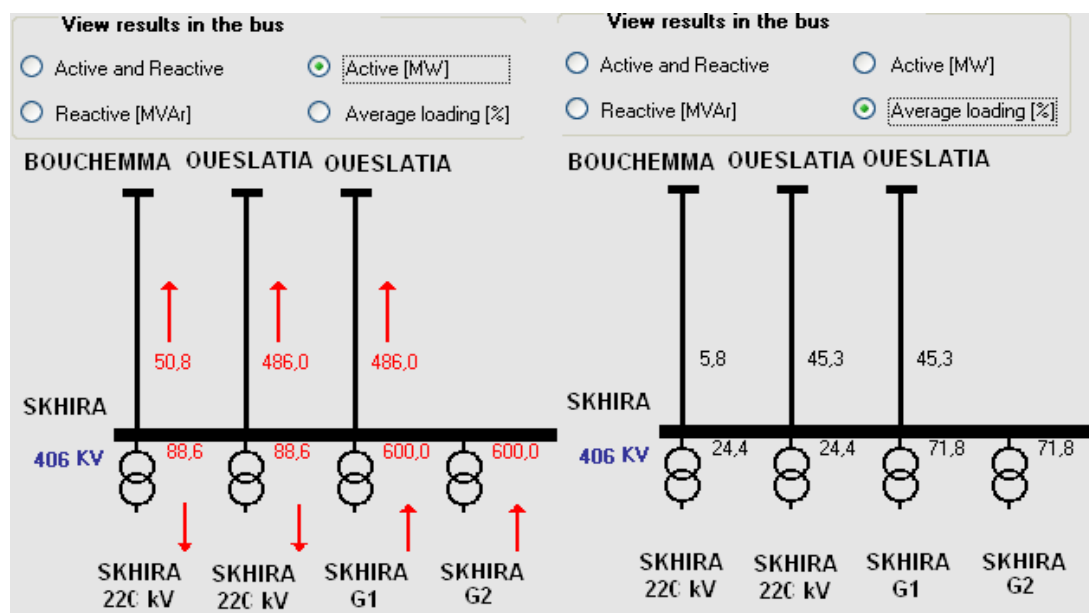 View results in the bus
Active and Reactive
Active [MW]
Reactive [MVAr]
Average loading [%]
BOUCHEMMA OUESLATIA OUESLATIA
50,8 486,0 486,0
SKHIRA
406 KV
88,6 88,6 600,0 600,0
SKHIRA SKHIRA SKHIRA SKHIRA
220 kV 220 kV G1 G2
View results in the bus
Active and Reactive
Active [MW]
Reactive [MVAr]
Average loading [%]
BOUCHEMMA OUESLATIA OUESLATIA
5,8 45,3 45,3
SKHIRA
406 KV
24,4 24,4 71,8 71,8
SKHIRA SKHIRA SKHIRA SKHIRA
220 kV 220 kV G1 G2